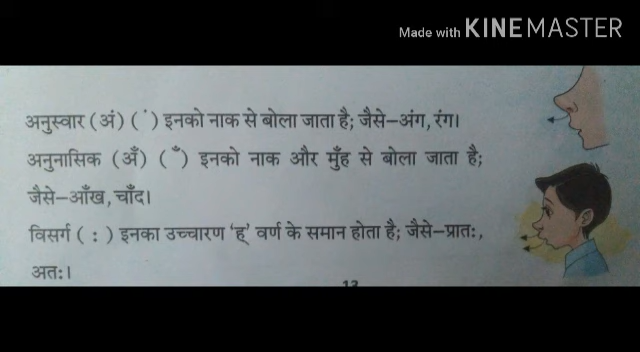 Made with KINEMASTER
अनुस्वार (अं) ( ं ) इनको नाक से बोला जाता है; जैसे–अंग, रंग।
अनुनासिक (अँ) ( ँ ) इनको नाक और मुँह से बोला जाता है;
जैसे–आँख, चाँद।
विसर्ग ( : ) इनका उच्चारण ‘ह्’ वर्ण के समान होता है; जैसे–प्रातः,
अतः।